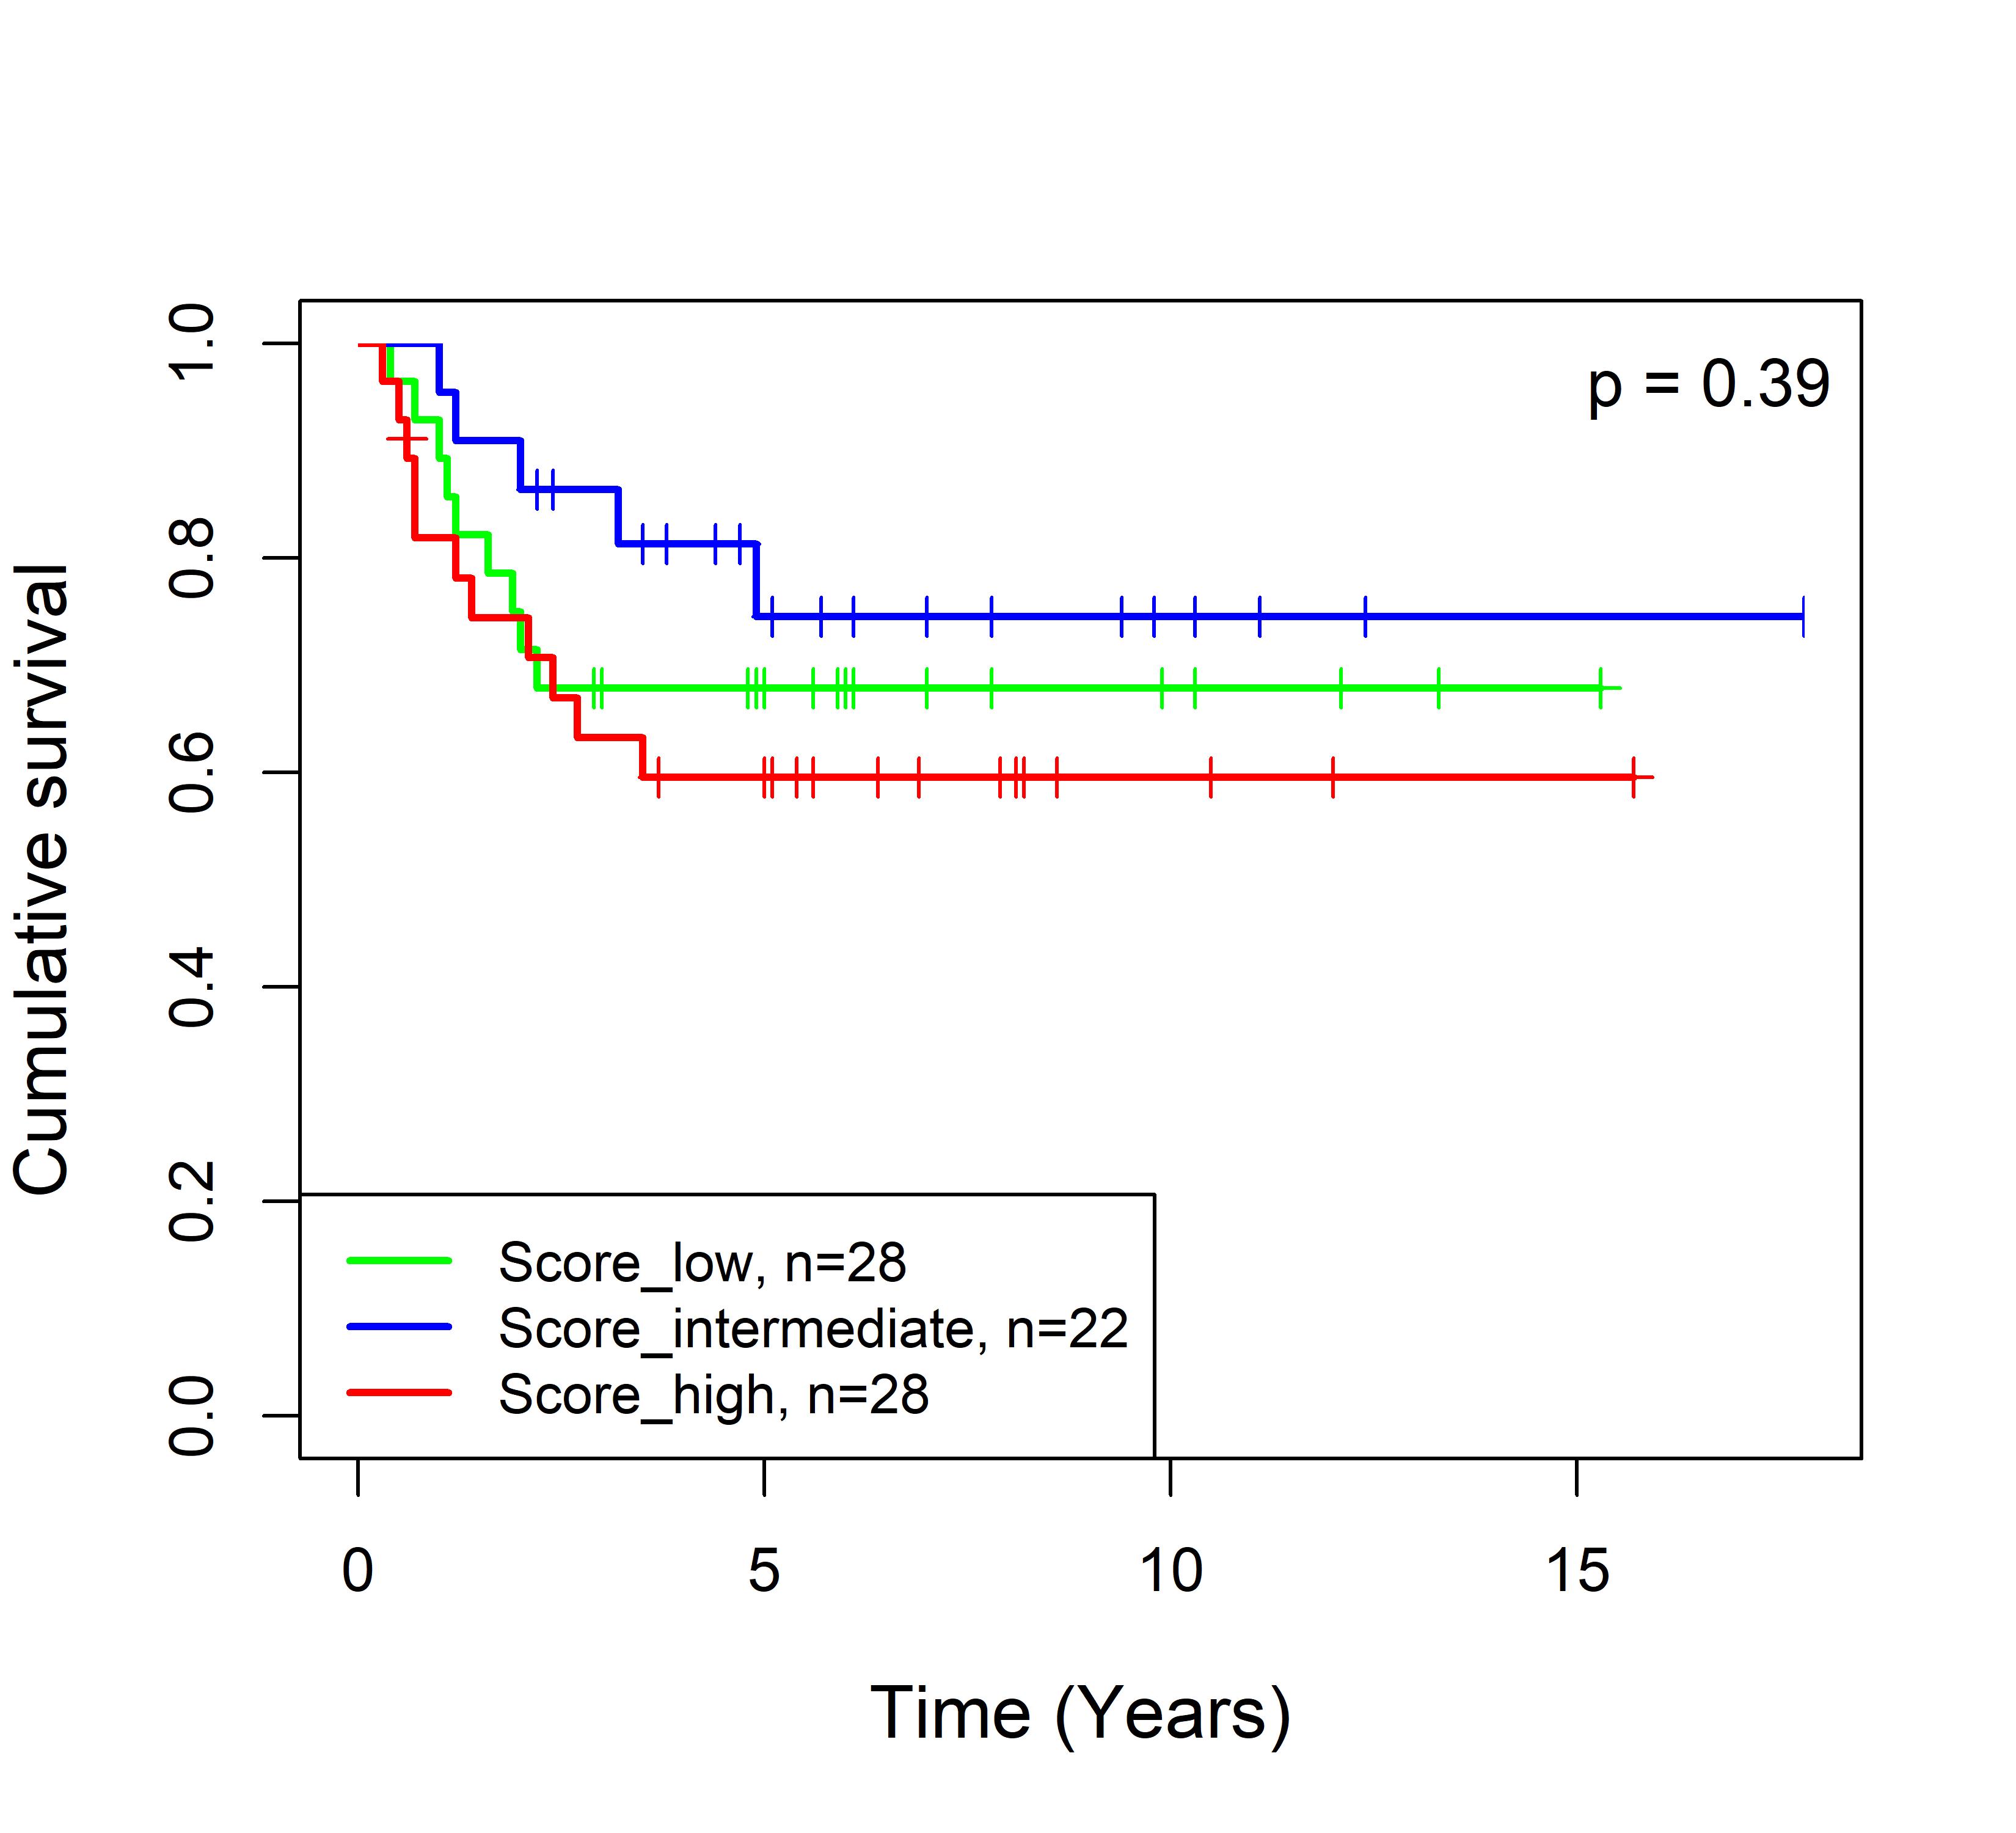 p = 0.39
Cumulative survival
1.0
0.8
0.6
0.4
0.2
0.0
Score_low, n=28
Score_intermediate, n=22
Score_high, n=28
0 5 10 15
Time (Years)